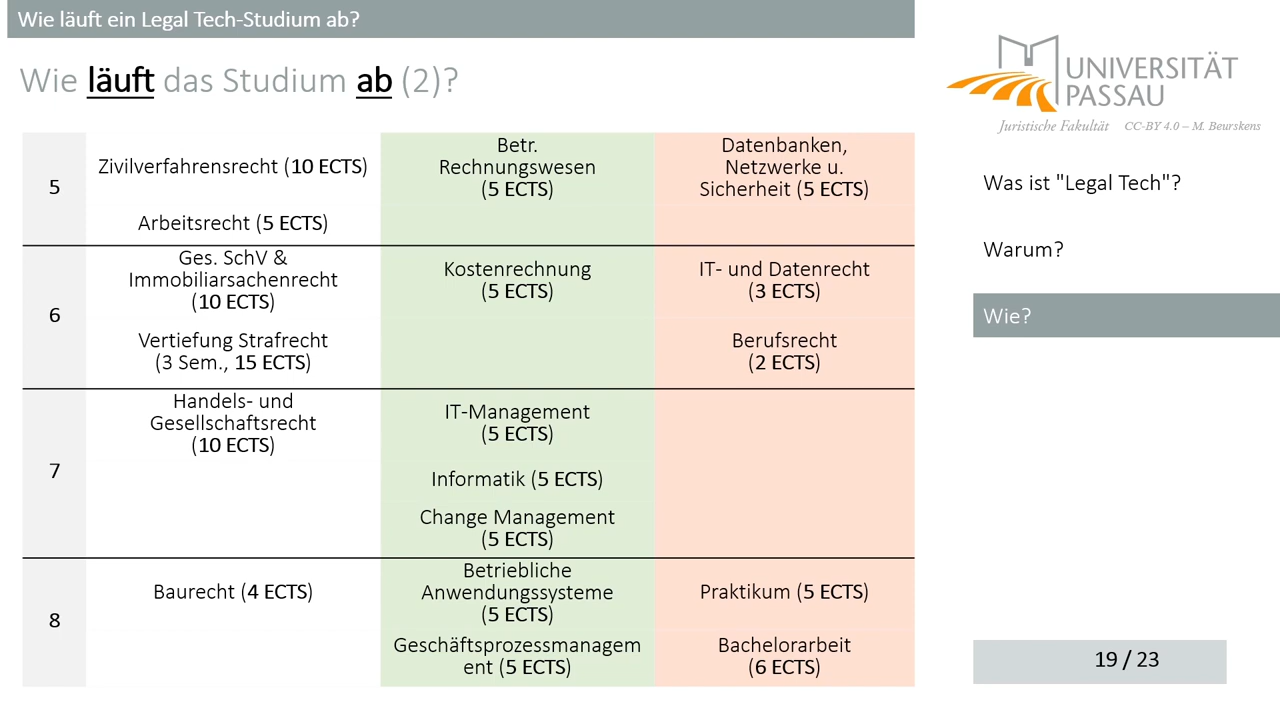 Wie läuft ein Legal Tech-Studium ab?
Wie läuft das Studium ab (2)?
UNIVERSITÄT
PASSAU
Juristische Fakultät CC-BY 4.0 – M. Beurskens
Was ist "Legal Tech"?
Warum?
Wie?
5
Zivilverfahrensrecht (10 ECTS)
Arbeitsrecht (5 ECTS)
Betr.
Rechnungswesen
(5 ECTS)
Datenbanken,
Netzwerke u.
Sicherheit (5 ECTS)
6
Ges. SchV &
Immobiliarsachenrecht
(10 ECTS)
Vertiefung Strafrecht
(3 Sem., 15 ECTS)
Kostenrechnung
(5 ECTS)
IT- und Datenrecht
(3 ECTS)
Berufsrecht
(2 ECTS)
7
Handels- und
Gesellschaftsrecht
(10 ECTS)
IT-Management
(5 ECTS)
Informatik (5 ECTS)
Change Management
(5 ECTS)
8
Baurecht (4 ECTS)
Betriebliche
Anwendungssysteme
(5 ECTS)
Geschäftsprozessmanagem
ent (5 ECTS)
Praktikum (5 ECTS)
Bachelorarbeit
(6 ECTS)
19 / 23